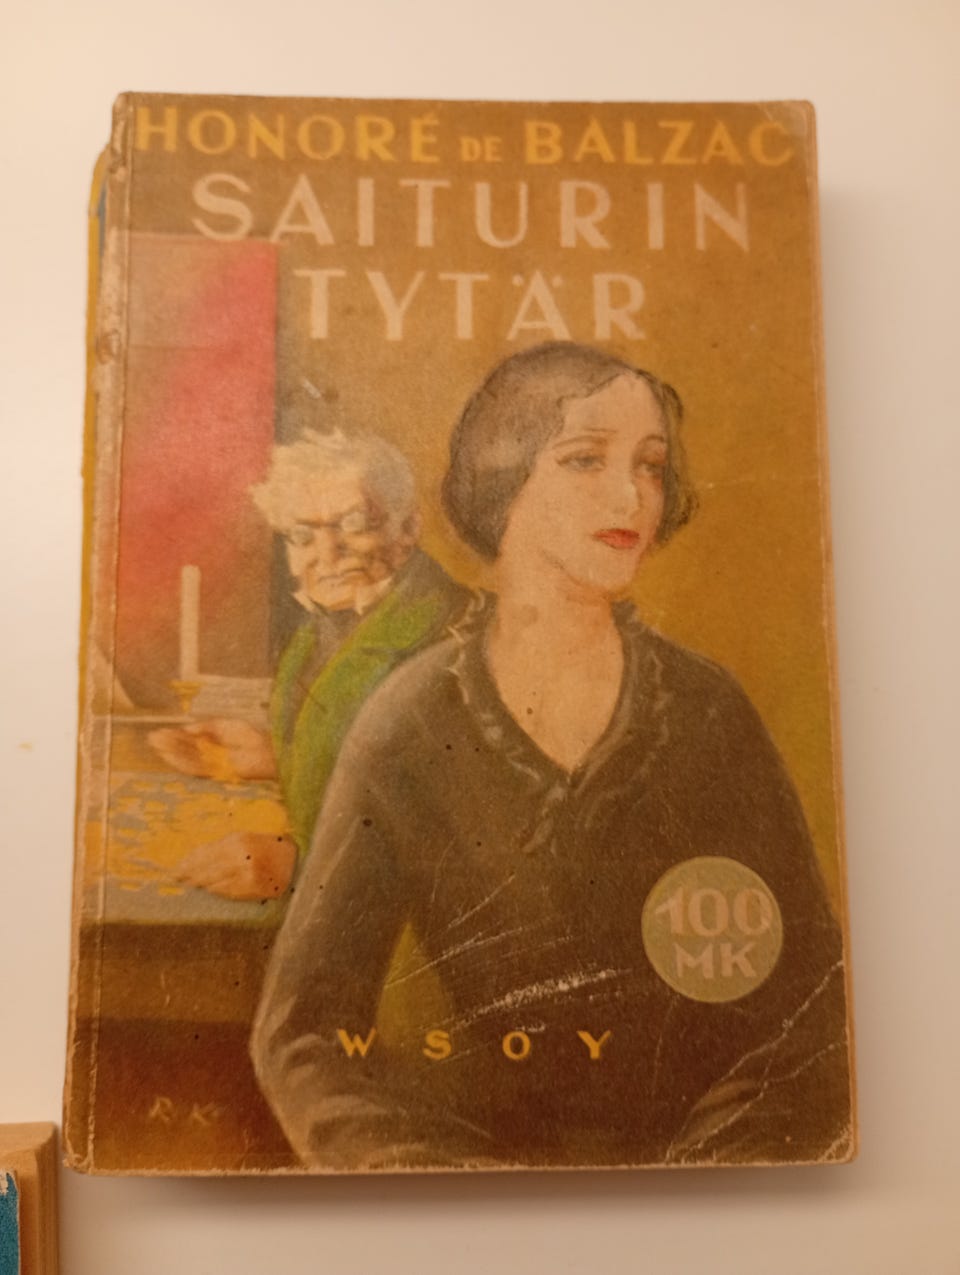 HONORÉ DE BALZAC
SAITURIN
TYTÄR
100
MK
WSOY
R.K.